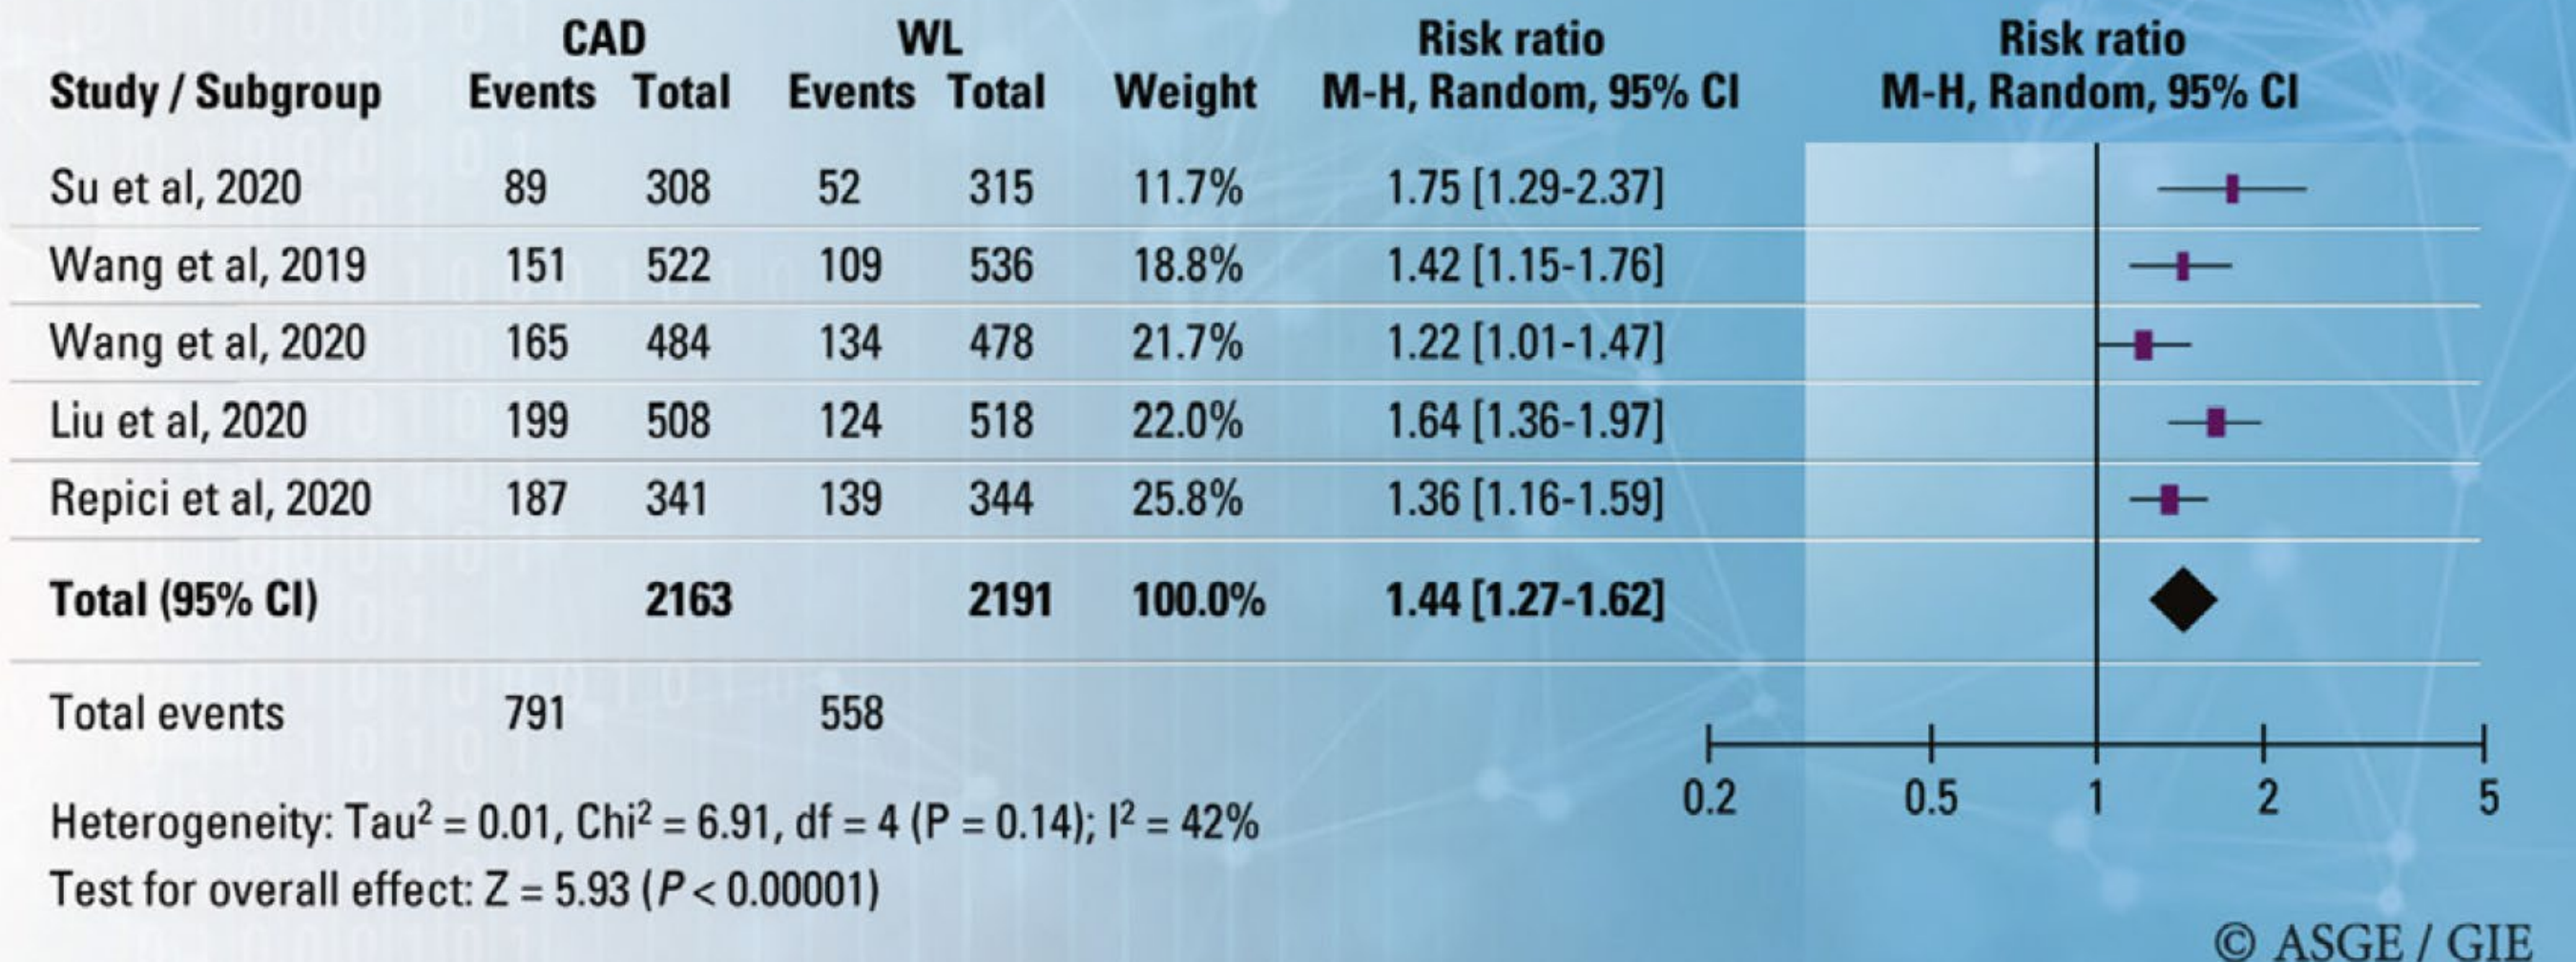 CAD WL Risk ratio Risk ratio
Study / Subgroup Events Total Events Total Weight M-H, Random, 95% CI M-H, Random, 95% CI
Su et al, 2020 89 308 52 315 11.7% 1.75 [1.29-2.37]
Wang et al, 2019 151 522 109 536 18.8% 1.42 [1.15-1.76]
Wang et al, 2020 165 484 134 478 21.7% 1.22 [1.01-1.47]
Liu et al, 2020 199 508 124 518 22.0% 1.64 [1.36-1.97]
Repici et al, 2020 187 341 139 344 25.8% 1.36 [1.16-1.59]
Total (95% CI) 2163 2191 100.0% 1.44 [1.27-1.62]
Total events 791 558
0.2 0.5 1 2 5
Heterogeneity: Tau² = 0.01, Chi² = 6.91, df = 4 (P = 0.14); I² = 42%
Test for overall effect: Z = 5.93 (P < 0.00001)
© ASGE / GIE